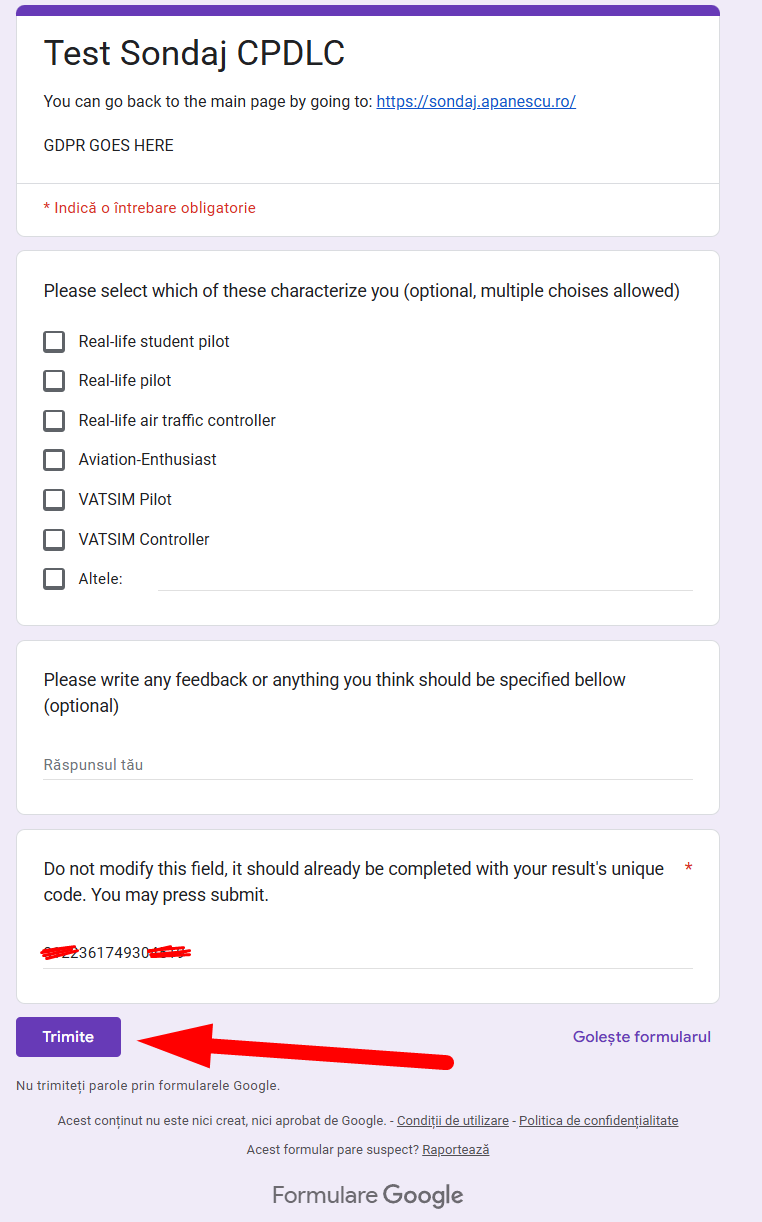 Test Sondaj CPDLC
You can go back to the main page by going to: https://sondaj.apanescu.ro/
GDPR GOES HERE
* Indică o întrebare obligatorie
Please select which of these characterize you (optional, multiple choises allowed)
Real-life student pilot
Real-life pilot
Real-life air traffic controller
Aviation-Enthusiast
VATSIM Pilot
VATSIM Controller
Altele:
Please write any feedback or anything you think should be specified bellow
(optional)
Răspunsul tău
Do not modify this field, it should already be completed with your result's unique *
code. You may press submit.
Trimite
Golește formularul
Nu trimiteți parole prin formularele Google.
Acest conținut nu este nici creat, nici aprobat de Google. - Condiții de utilizare - Politica de confidențialitate
Acest formular pare suspect? Raportează
Formulare Google